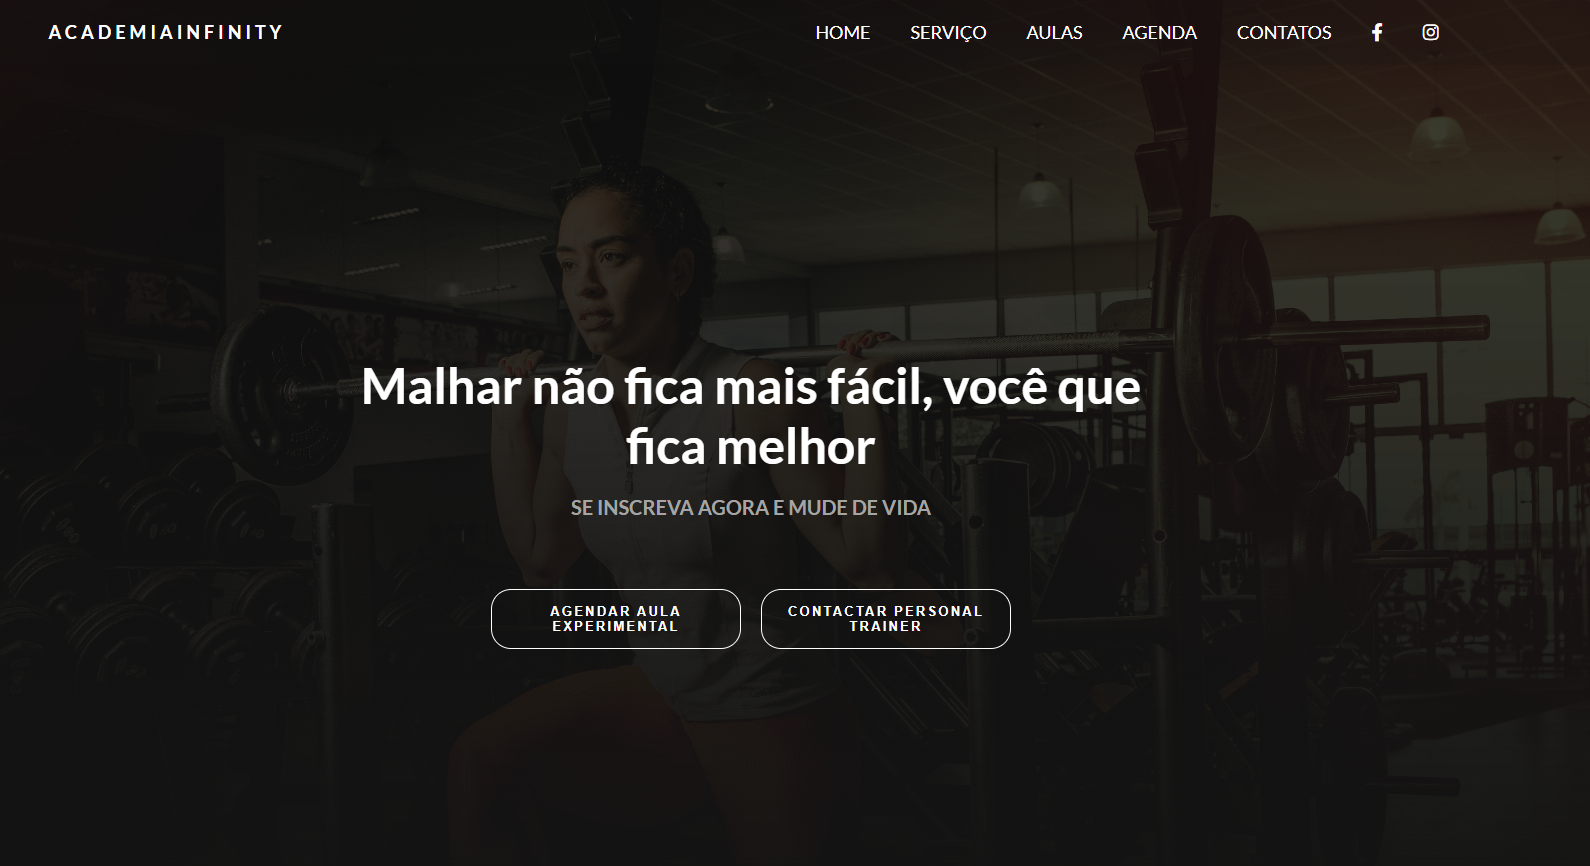 ACADEMIAINFINITY
HOME SERVIÇO AULAS AGENDA CONTATOS
Malhar não fica mais fácil, você que
fica melhor
SE INSCREVA AGORA E MUDE DE VIDA
AGENDAR AULA
EXPERIMENTAL
CONTACTAR PERSONAL
TRAINER